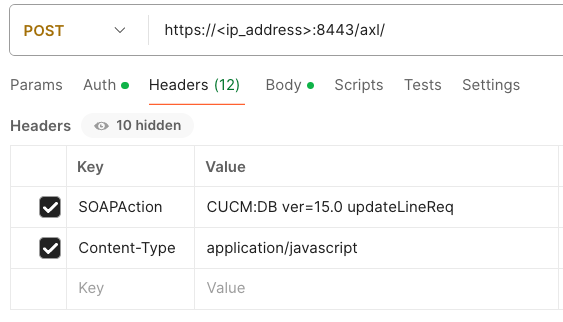 POST https://<ip_address>:8443/axl/
Params Auth Headers (12) Body Scripts Tests Settings
Headers 10 hidden
Key Value
SOAPAction CUCM:DB ver=15.0 updateLineReq
Content-Type application/javascript
Key Value